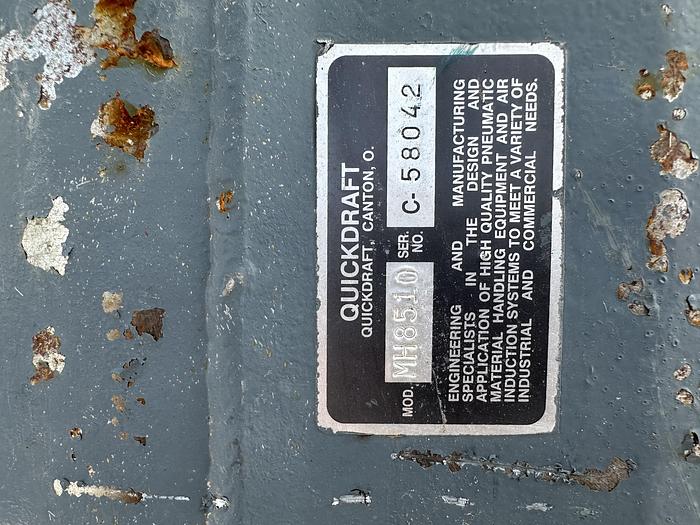 QUICKDRAFT
QUICKDRAFT, CANTON, O.
MOD. MH8510 SER. NO. C-58042
ENGINEERING AND MANUFACTURING
SPECIALISTS IN THE DESIGN AND
APPLICATION OF HIGH QUALITY PNEUMATIC
MATERIAL HANDLING EQUIPMENT AND AIR
INDUCTION SYSTEMS TO MEET A VARIETY OF
INDUSTRIAL AND COMMERCIAL NEEDS.